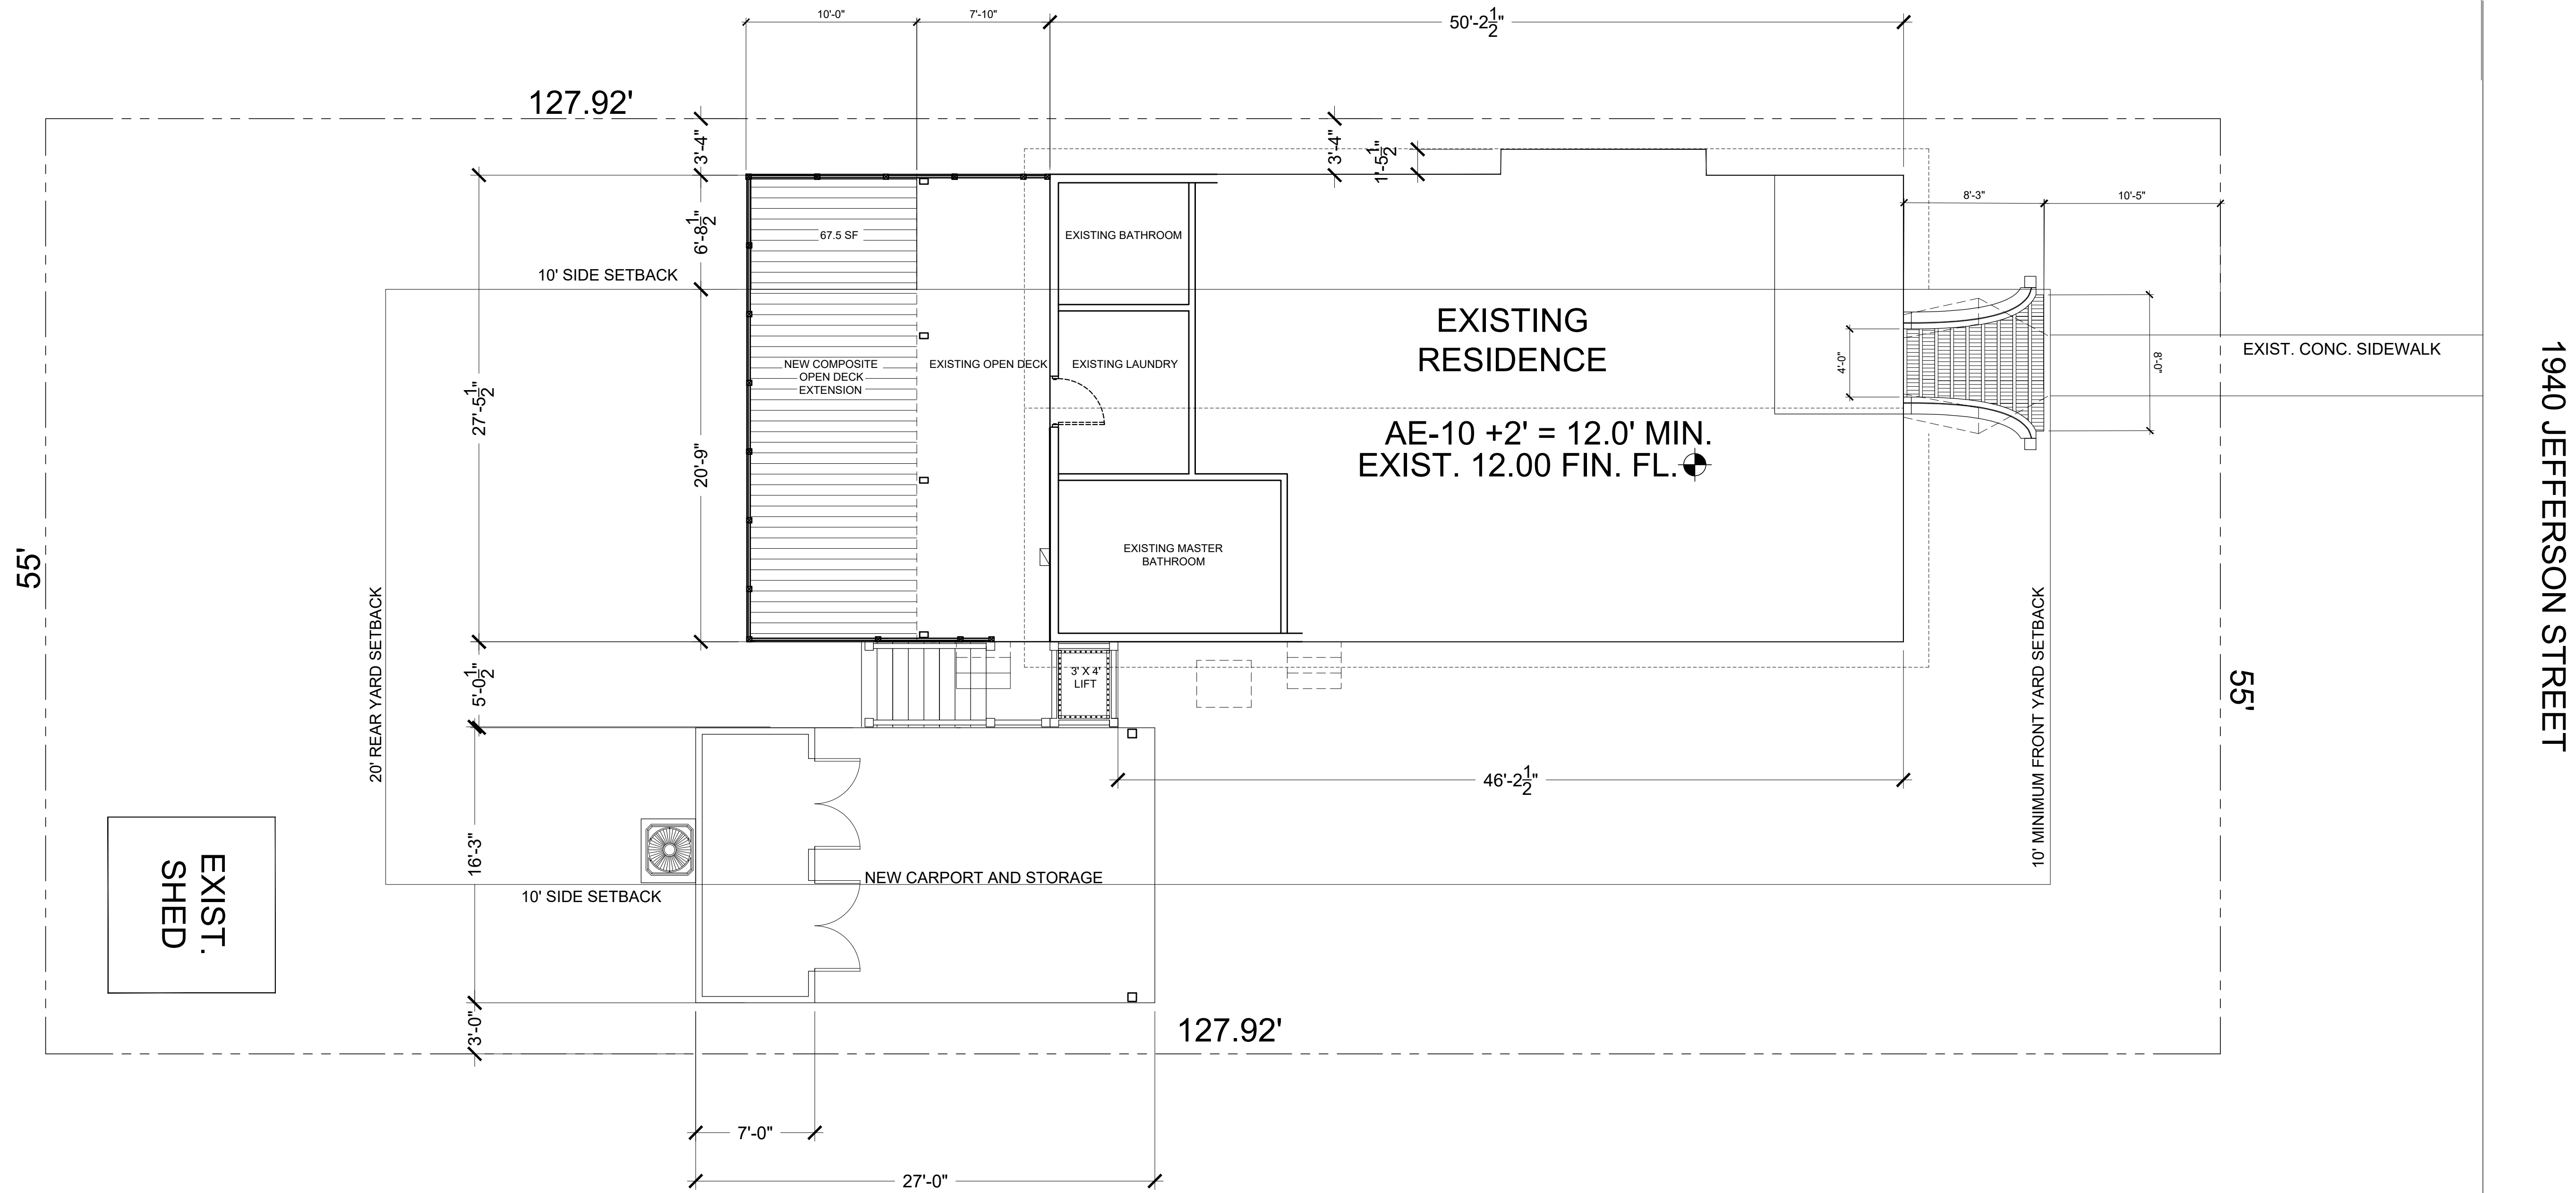 10'-0"
7'-10"
50'-2 1/2"
127.92'
3'-4"
3'-4"
1'-5 1/2"
8'-3"
10'-5"
6'-8 1/2"
67.5 SF
EXISTING BATHROOM
10' SIDE SETBACK
EXISTING
RESIDENCE
4'-0"
8'-0"
EXIST. CONC. SIDEWALK
1940 JEFFERSON STREET
NEW COMPOSITE
OPEN DECK
EXTENSION
EXISTING OPEN DECK
EXISTING LAUNDRY
27'-5 1/2"
20'-9"
AE-10 +2' = 12.0' MIN.
EXIST. 12.00 FIN. FL.
55'
EXISTING MASTER
BATHROOM
20' REAR YARD SETBACK
10' MINIMUM FRONT YARD SETBACK
55'
5'-0 1/2"
3' X 4'
LIFT
46'-2 1/2"
16'-3"
EXIST.
SHED
NEW CARPORT AND STORAGE
10' SIDE SETBACK
3'-0"
127.92'
7'-0"
27'-0"